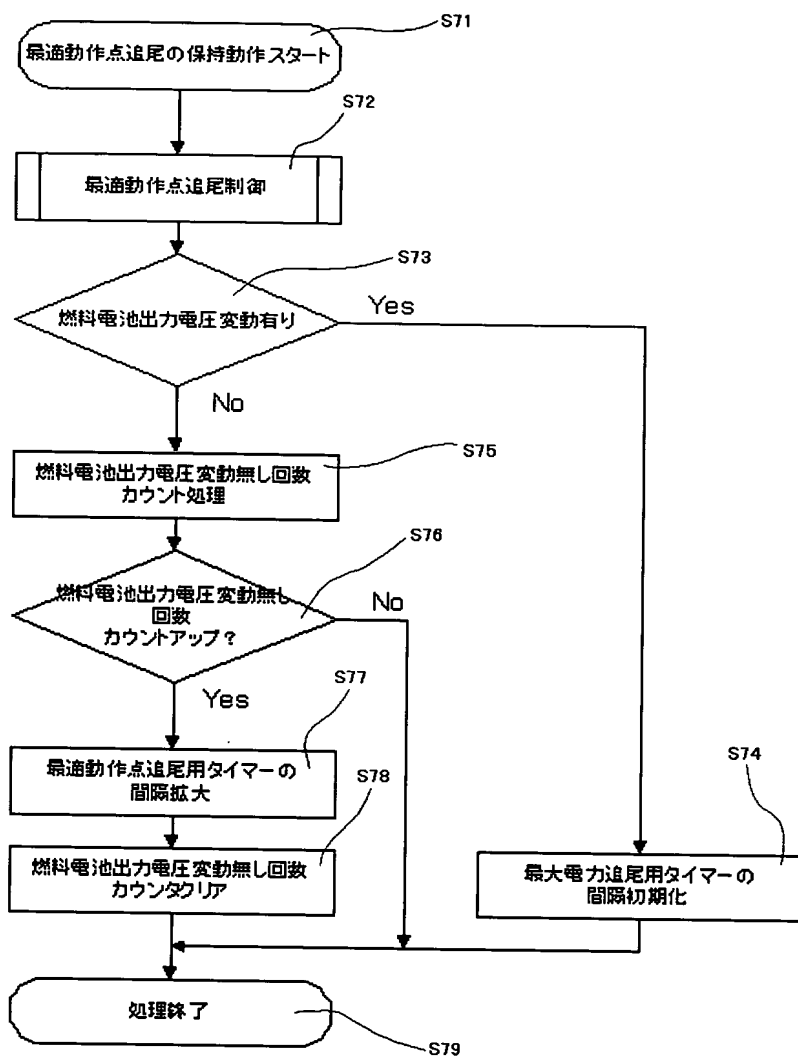 S71
最適動作点追尾の保持動作スタート
S72
最適動作点追尾制御
S73
燃料電池出力電圧変動有り
Yes
No
S75
燃料電池出力電圧変動無し回数
カウント処理
S76
燃料電池出力電圧変動無し
回数
カウントアップ？
No
Yes
S77
最適動作点追尾用タイマーの
間隔拡大
S78
燃料電池出力電圧変動無し回数
カウンタクリア
S74
最大電力追尾用タイマーの
間隔初期化
処理終了
S79